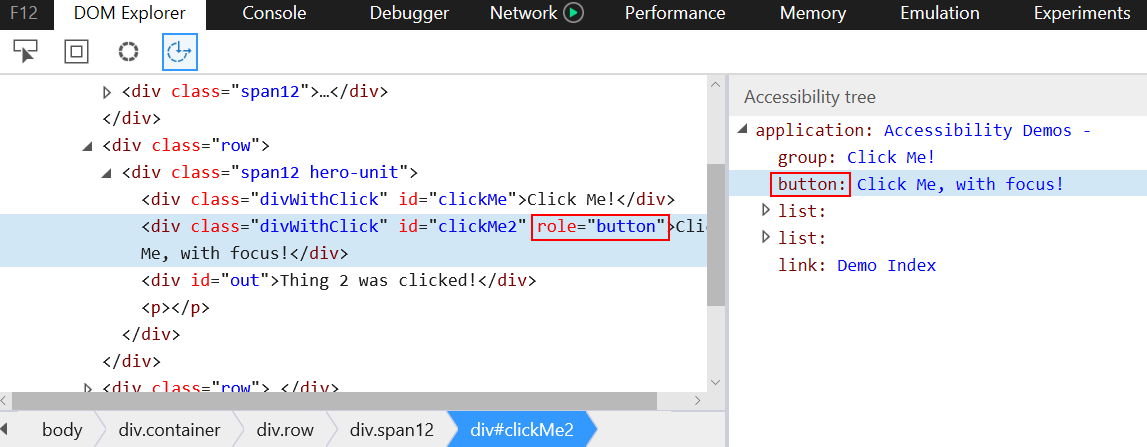 F12 DOM Explorer Console Debugger Network Performance Memory Emulation Experiments
<div class="span12">…</div>
</div>
<div class="row">
<div class="span12 hero-unit">
<div class="divWithClick" id="clickMe">Click Me!</div>
<div class="divWithClick" id="clickMe2" role="button">Clic
Me, with focus!</div>
<div id="out">Thing 2 was clicked!</div>
<p></p>
</div>
</div>
<div class="row"> </div>
body div.container div.row div.span12 div#clickMe2
Accessibility tree
application: Accessibility Demos -
group: Click Me!
button: Click Me, with focus!
list:
list:
link: Demo Index